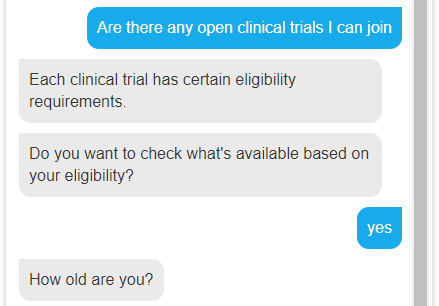 Are there any open clinical trials I can join
Each clinical trial has certain eligibility
requirements.
Do you want to check what's available based on
your eligibility?
yes
How old are you?